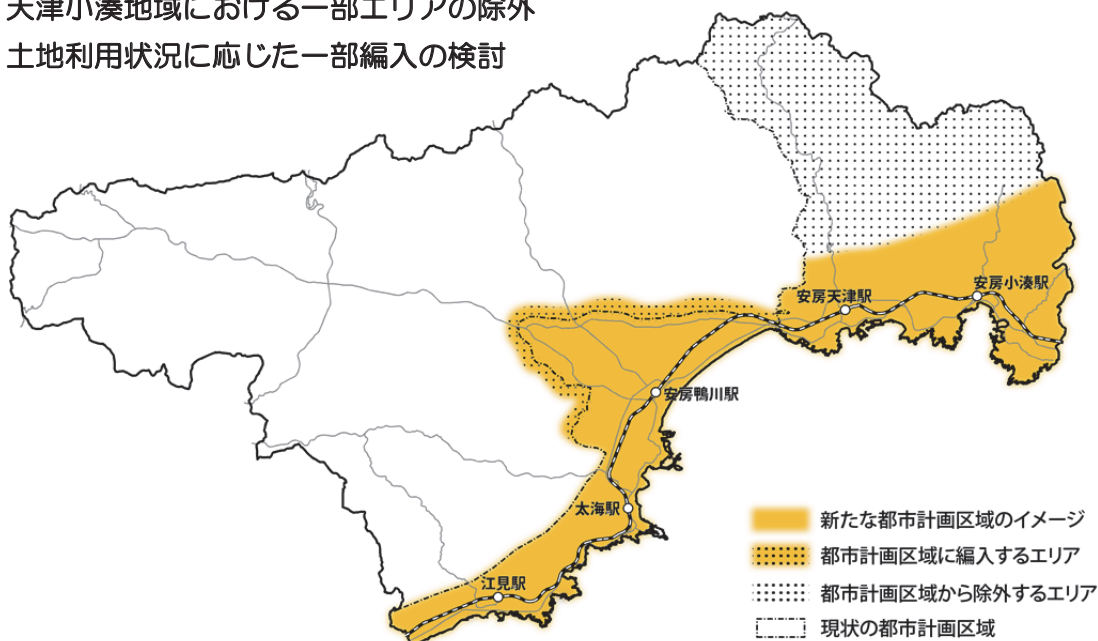 天津小湊地域における一部エリアの除外
土地利用状況に応じた一部編入の検討
安房小湊駅
安房天津駅
安房鴨川駅
太海駅
江見駅
新たな都市計画区域のイメージ
都市計画区域に編入するエリア
都市計画区域から除外するエリア
現状の都市計画区域